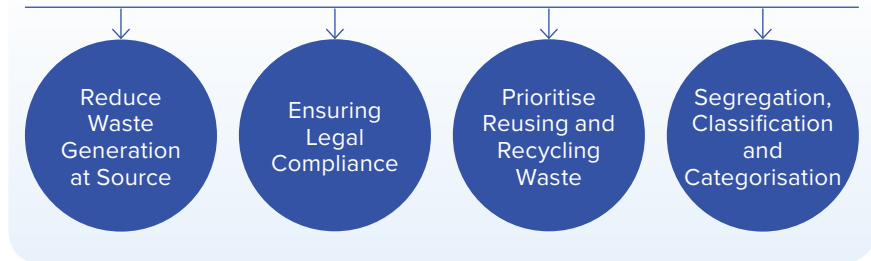 Reduce
Waste
Generation
at Source
Ensuring
Legal
Compliance
Prioritise
Reusing and
Recycling
Waste
Segregation,
Classification
and
Categorisation